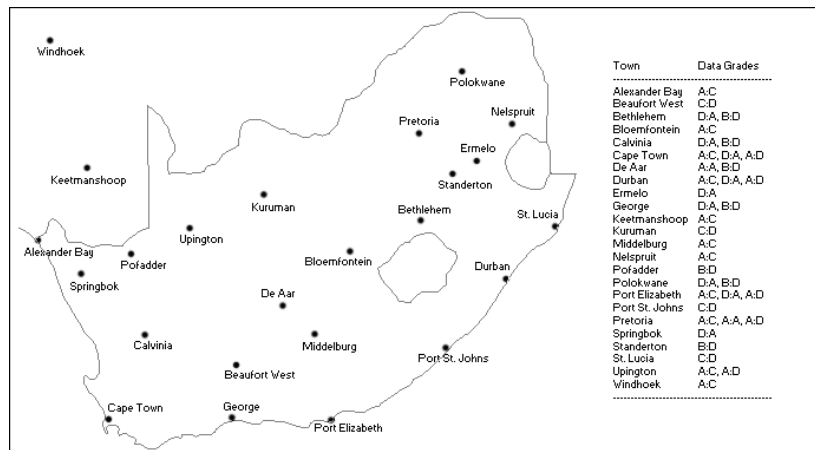 Windhoek
Polokwane
Nelspruit
Pretoria
Ermelo
Keetmanshoop
Standerton
Kuruman
Bethlehem
St. Lucia
Upington
Alexander Bay
Pofadder
Bloemfontein
Springbok
Durban
De Aar
Calvinia
Middelburg
Port St. Johns
Beaufort West
Cape Town
George
Port Elizabeth
Town Data Grades
Alexander Bay A:C
Beaufort West C:D
Bethlehem D:A, B:D
Bloemfontein A:C
Calvinia D:A, B:D
Cape Town A:C, D:A, A:D
De Aar A:A, B:D
Durban A:C, D:A, A:D
Ermelo D:A
George D:A, B:D
Keetmanshoop A:C
Kuruman C:D
Middelburg A:C
Nelspruit A:C
Pofadder B:D
Polokwane D:A, B:D
Port Elizabeth A:C, D:A, A:D
Port St. Johns C:D
Pretoria A:C, A:A, A:D
Springbok D:A
Standerton B:D
St. Lucia C:D
Upington A:C, A:D
Windhoek A:C